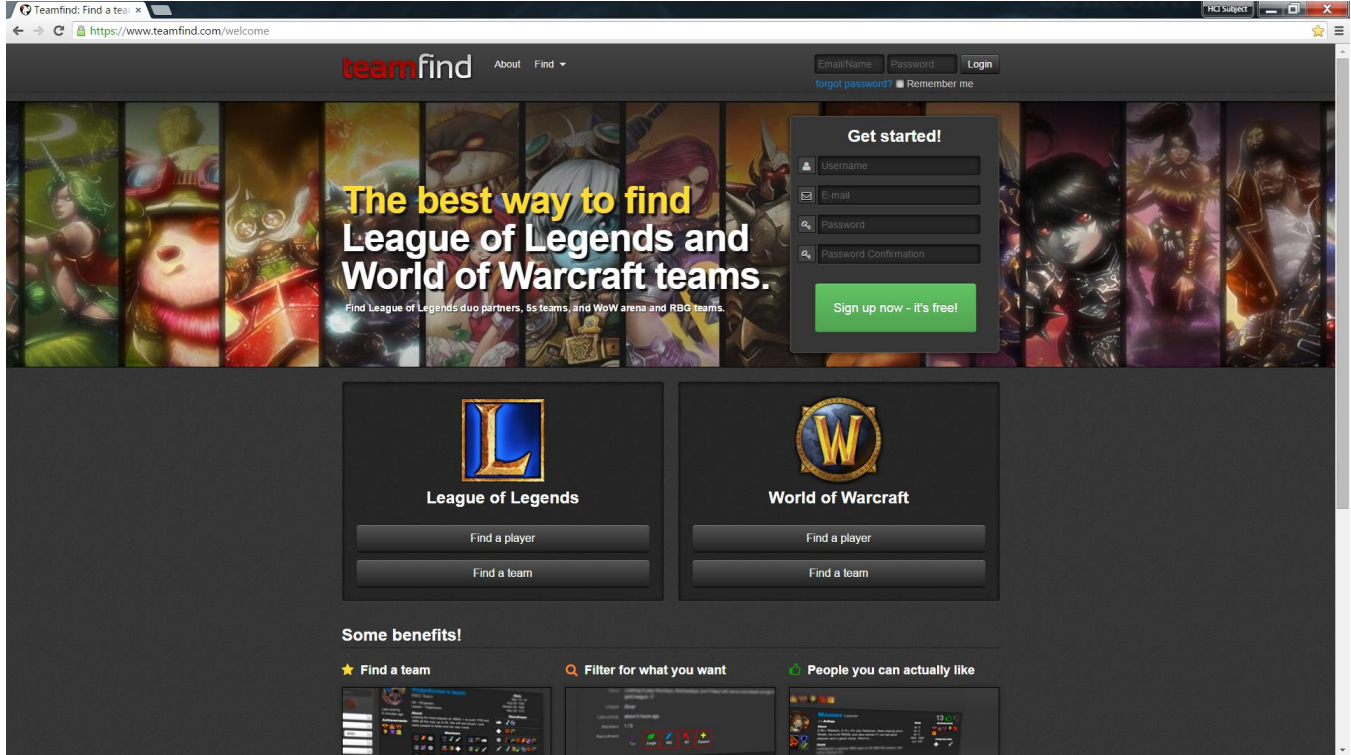 Teamfind: Find a tea
HCI Subject
https://www.teamfind.com/welcome
teamfind
About
Find
Email/Name
Password
Login
forgot password?
Remember me
Get started!
Username
E-mail
Password
Password Confirmation
Sign up now - it's free!
The best way to find
League of Legends and
World of Warcraft teams.
Find League of Legends duo partners, 5s teams, and WoW arena and RBG teams.
L
League of Legends
Find a player
Find a team
W
World of Warcraft
Find a player
Find a team
Some benefits!
Find a team
Filter for what you want
People you can actually like